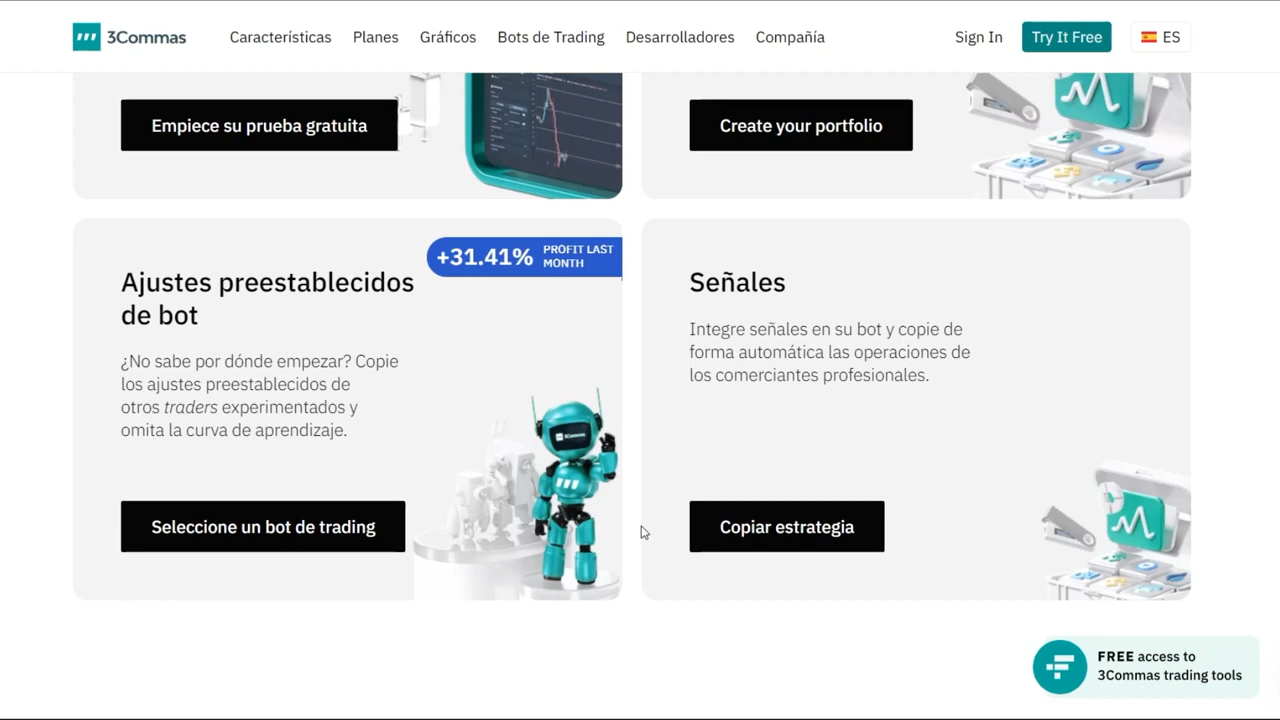 3Commas
Características
Planes
Gráficos
Bots de Trading
Desarrolladores
Compañía
Sign In
Try It Free
ES
Empiece su prueba gratuita
Create your portfolio
+31.41%
PROFIT LAST
MONTH
Ajustes preestablecidos
de bot
¿No sabe por dónde empezar? Copie
los ajustes preestablecidos de
otros traders experimentados y
omita la curva de aprendizaje.
3Commas
Seleccione un bot de trading
Señales
Integre señales en su bot y copie de
forma automática las operaciones de
los comerciantes profesionales.
Copiar estrategia
FREE access to
3Commas trading tools